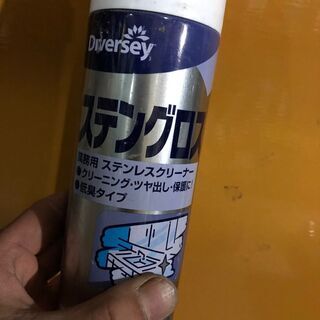 Diversey
ステングロス
業務用 ステンレスクリーナー
●クリーニング・ツヤ出し・保護に!
●低臭タイプ